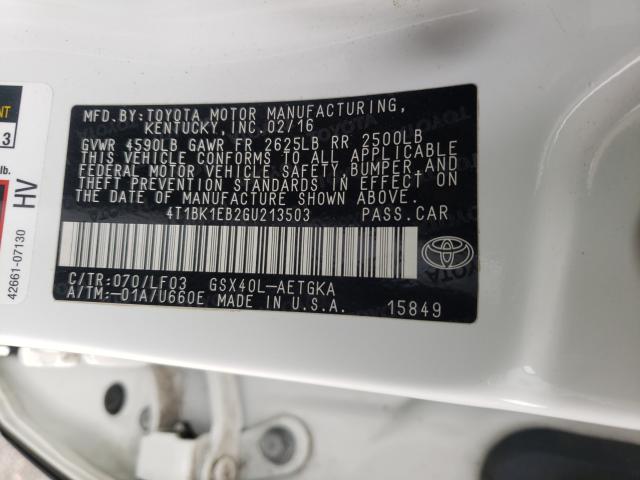 MFD.BY:TOYOTA MOTOR MANUFACTURING,
KENTUCKY, INC.02/16
GVWR 4590LB GAWR FR 2625LB RR 2500LB
THIS VEHICLE CONFORMS TO ALL APPLICABLE
FEDERAL MOTOR VEHICLE SAFETY,BUMPER,AND
THEFT PREVENTION STANDARDS IN EFFECT ON
THE DATE OF MANUFACTURE SHOWN ABOVE.
4T1BK1EB2GU213503 PASS.CAR
C/TR:070/LF03 GSX40L-AETGKA
A/TM:-01A/U660E MADE IN U.S.A. 15849
TOYOTA
3
lb.
HV
42661-07130